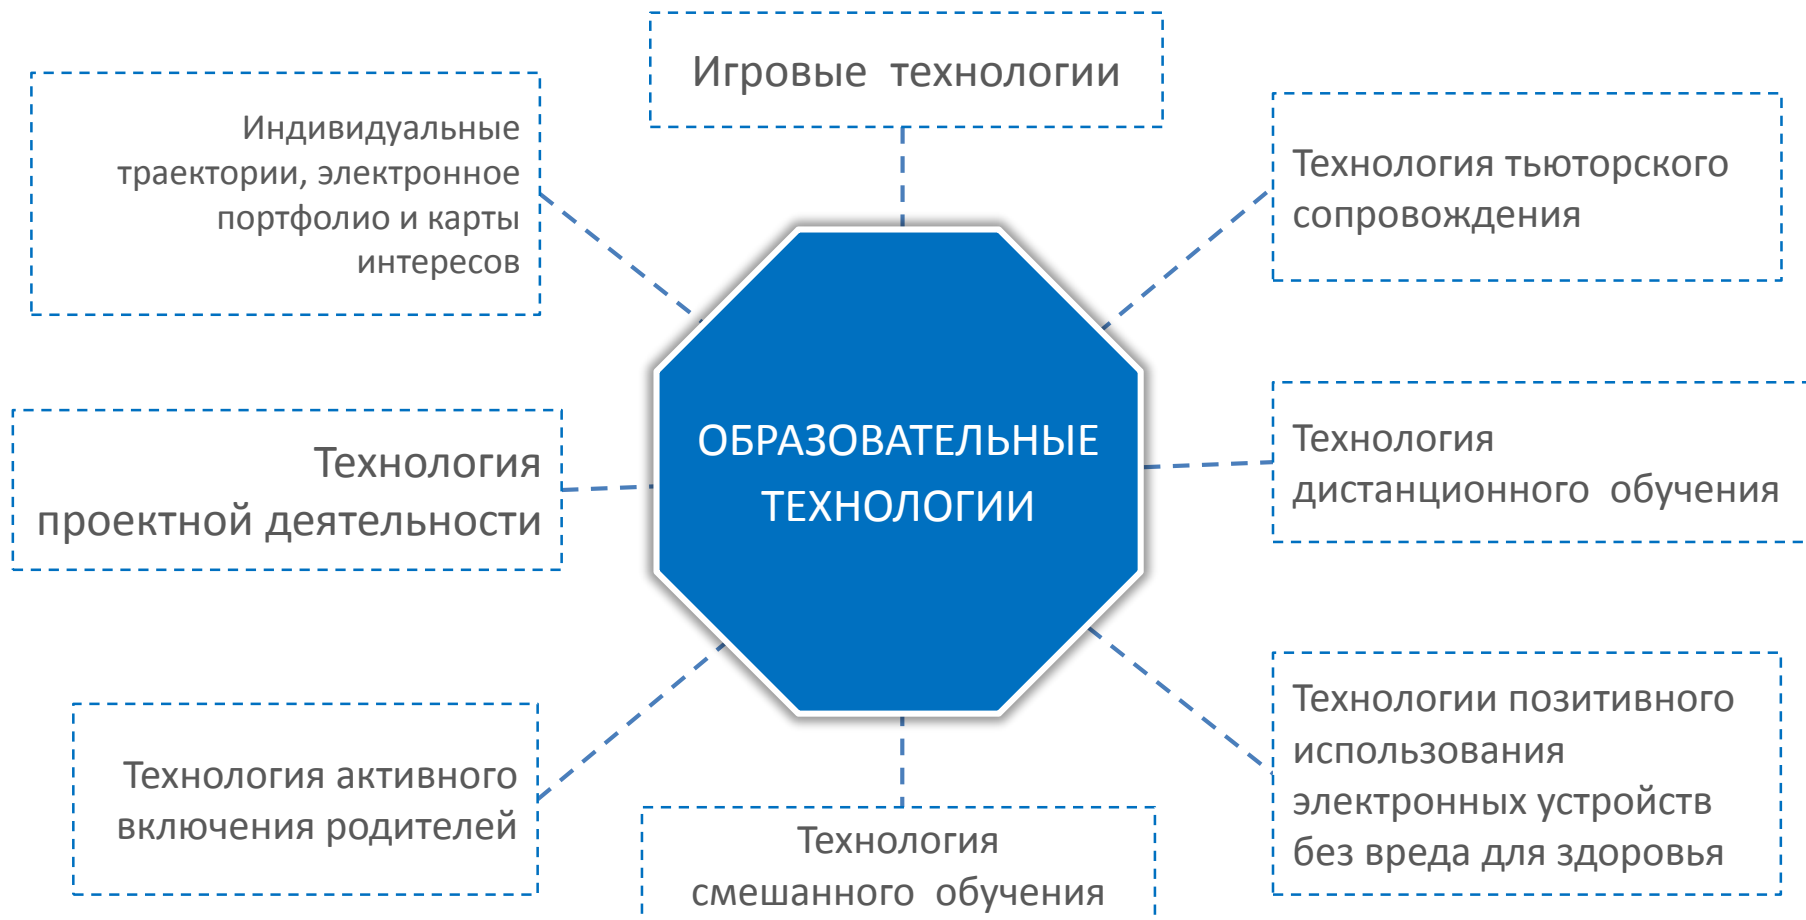 Игровые технологии
Индивидуальные
траектории, электронное
портфолио и карты
интересов
Технология тьюторского
сопровождения
ОБРАЗОВАТЕЛЬНЫЕ
ТЕХНОЛОГИИ
Технология
проектной деятельности
Технология
дистанционного обучения
Технология активного
включения родителей
Технология
смешанного обучения
Технологии позитивного
использования
электронных устройств
без вреда для здоровья